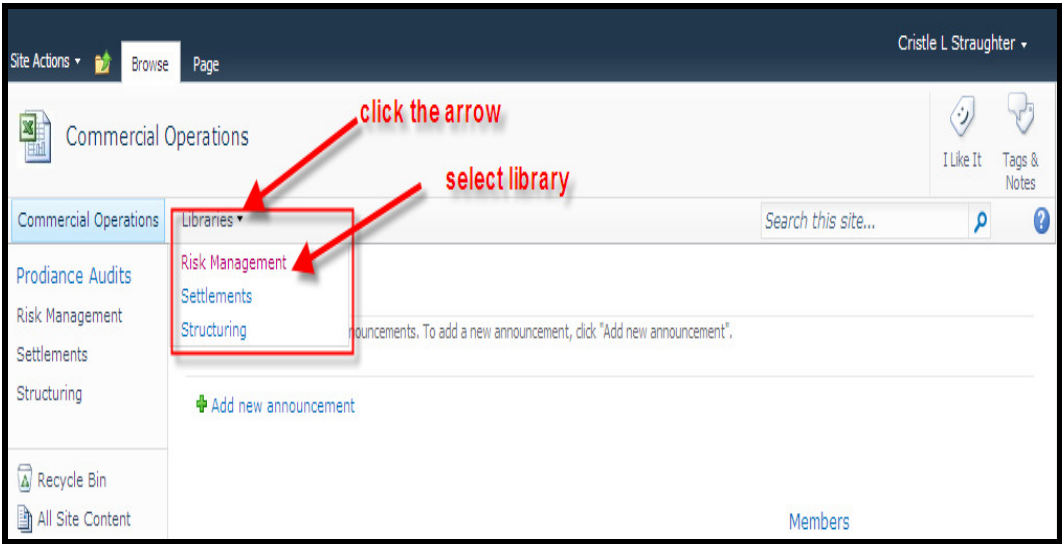 Cristle L Straughter
Site Actions
Browse
Page
click the arrow
Commercial Operations
I Like It
Tags &
Notes
select library
Commercial Operations
Libraries
Search this site...
Prodiance Audits
Risk Management
Settlements
Structuring
Risk Management
Settlements
Structuring
nouncements. To add a new announcement, click "Add new announcement".
Add new announcement
Recycle Bin
All Site Content
Members